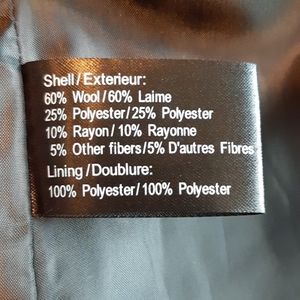 Shell/Exterieur:
60% Wool/60% Laime
25% Polyester/25% Polyester
10% Rayon/10% Rayonne
5% Other fibers/5% D'autres Fibres
Lining/Doublure:
100% Polyester/100% Polyester